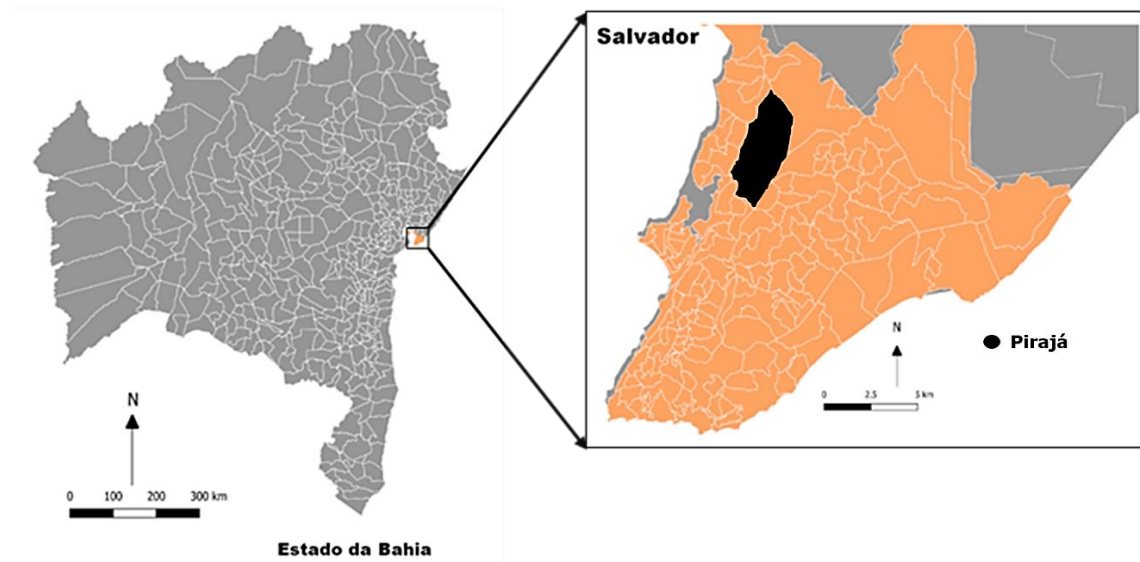 Salvador
N
Pirajá
0 2,5 5 km
N
0 100 200 300 km
Estado da Bahia